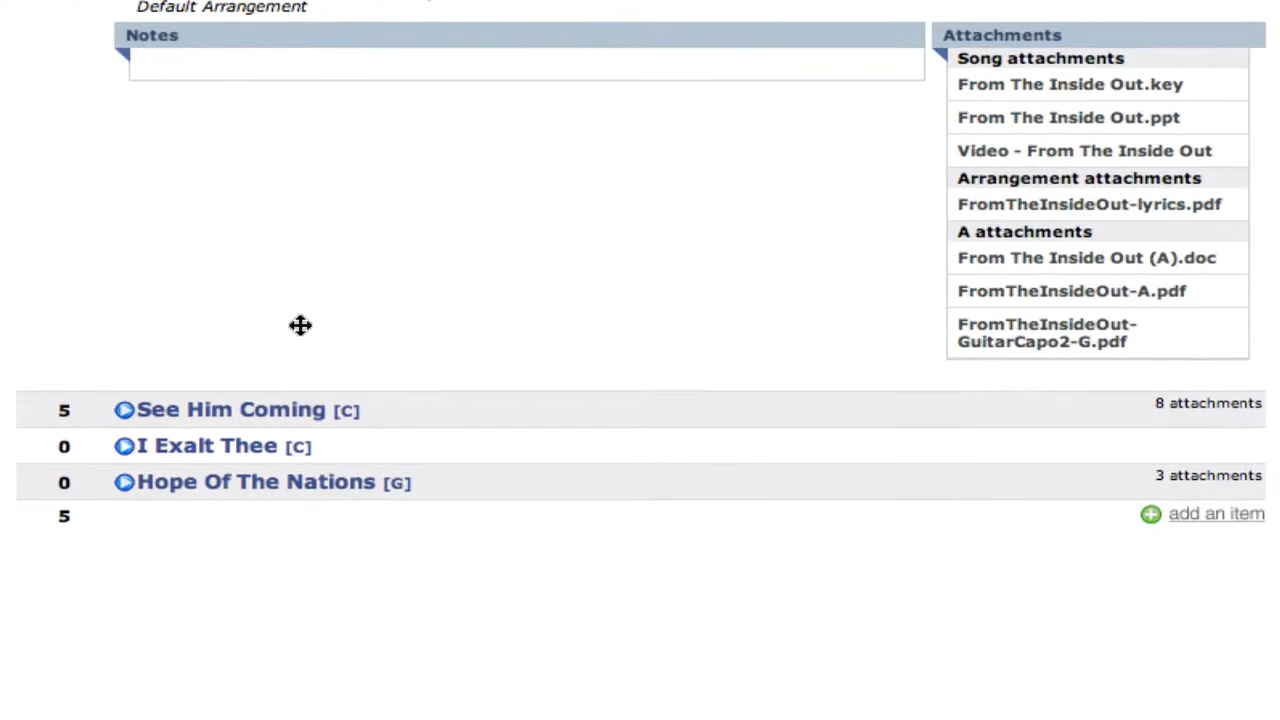 Default Arrangement
Notes
Attachments
Song attachments
From The Inside Out.key
From The Inside Out.ppt
Video - From The Inside Out
Arrangement attachments
FromTheInsideOut-lyrics.pdf
A attachments
From The Inside Out (A).doc
FromTheInsideOut-A.pdf
FromTheInsideOut-
GuitarCapo2-G.pdf
5 See Him Coming [C] 8 attachments
0 I Exalt Thee [C]
0 Hope Of The Nations [G] 3 attachments
5 add an item